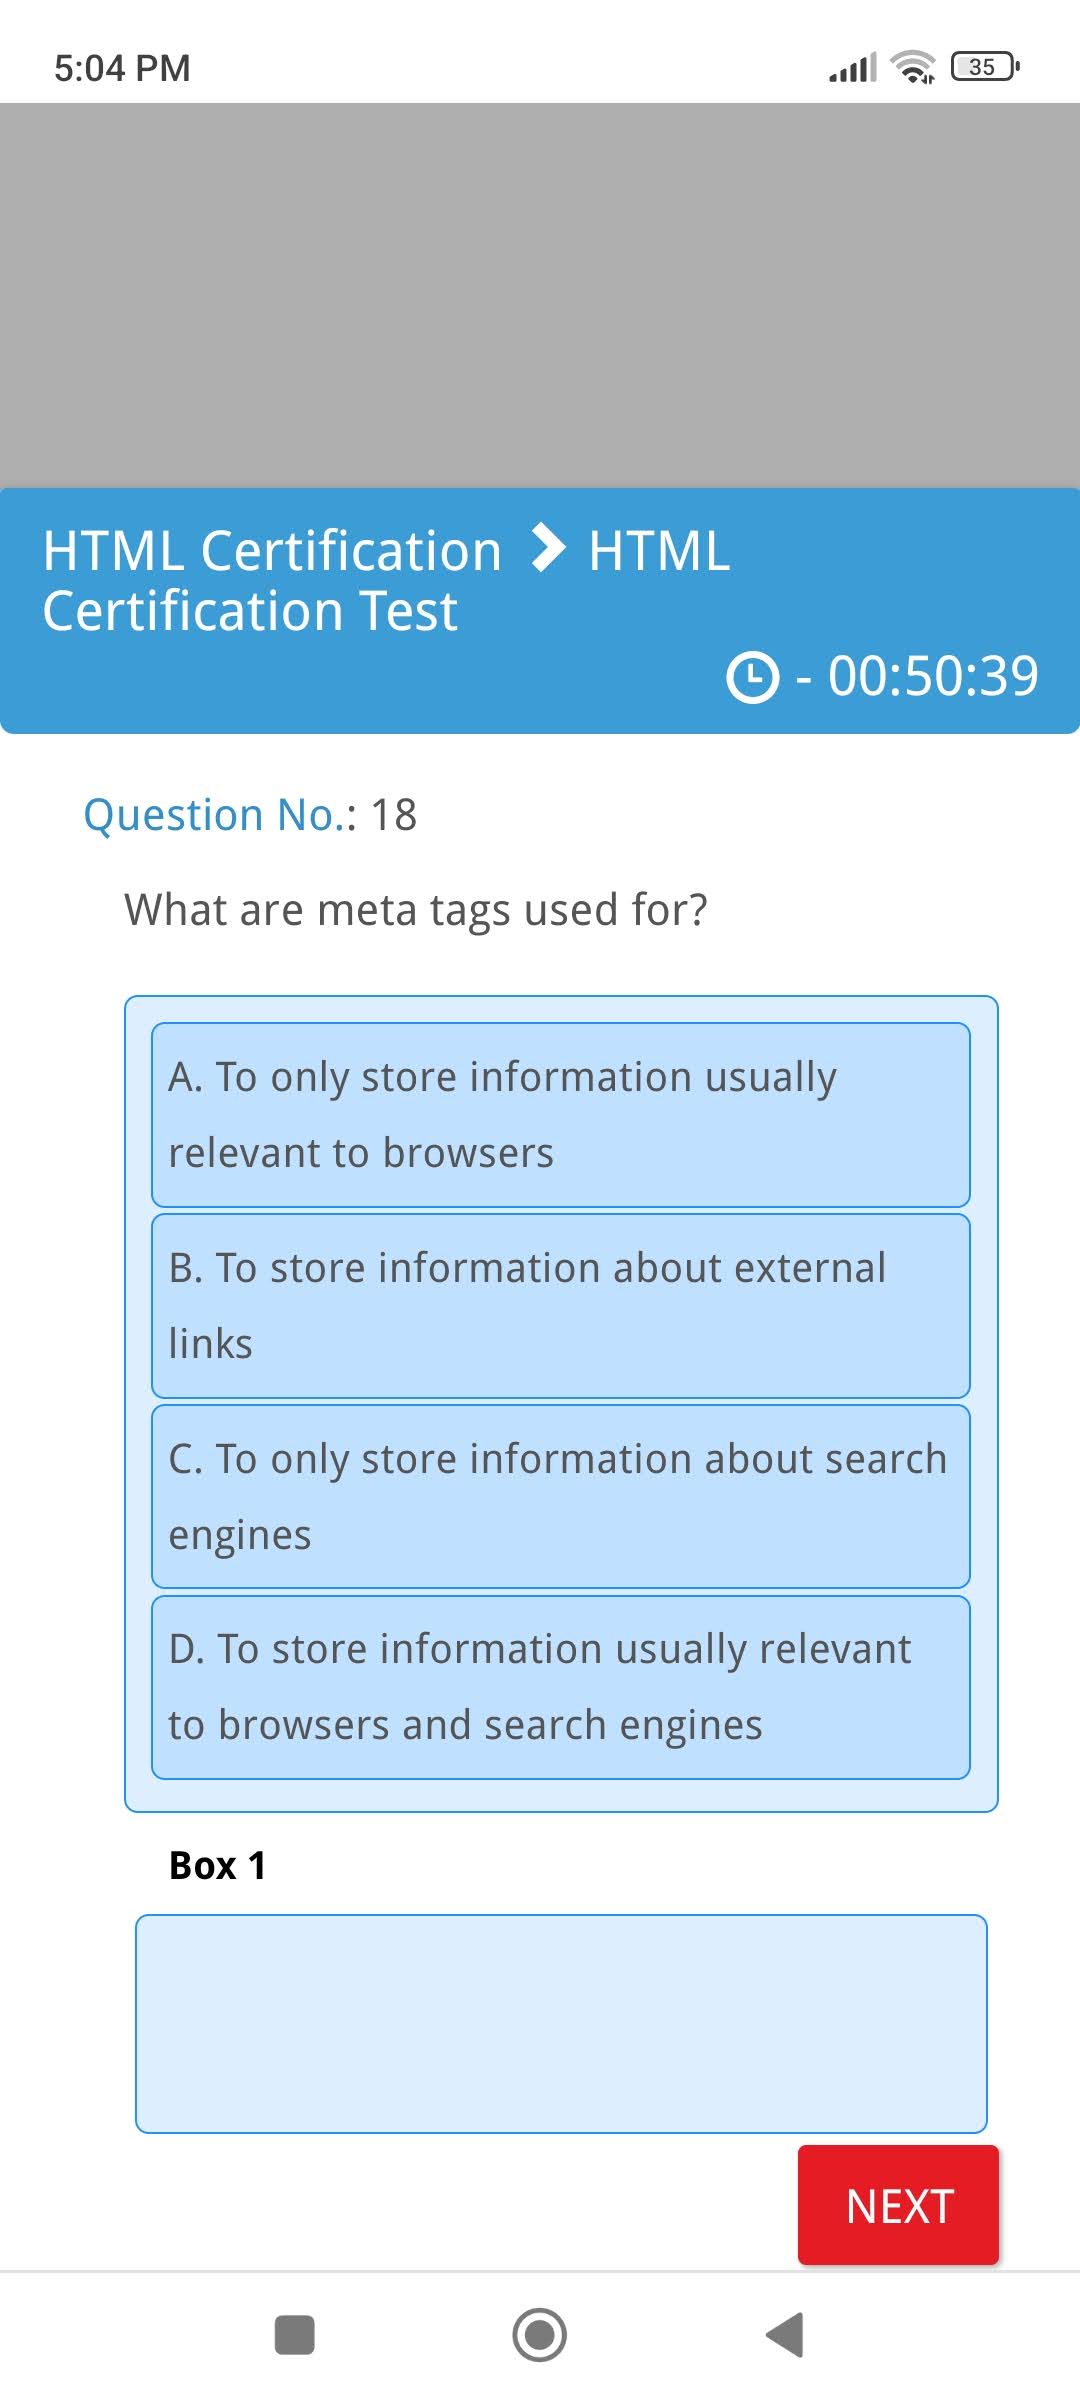 5:04 PM
35
HTML Certification HTML
Certification Test
- 00:50:39
Question No.: 18
What are meta tags used for?
A. To only store information usually
relevant to browsers
B. To store information about external
links
C. To only store information about search
engines
D. To store information usually relevant
to browsers and search engines
Box 1
NEXT